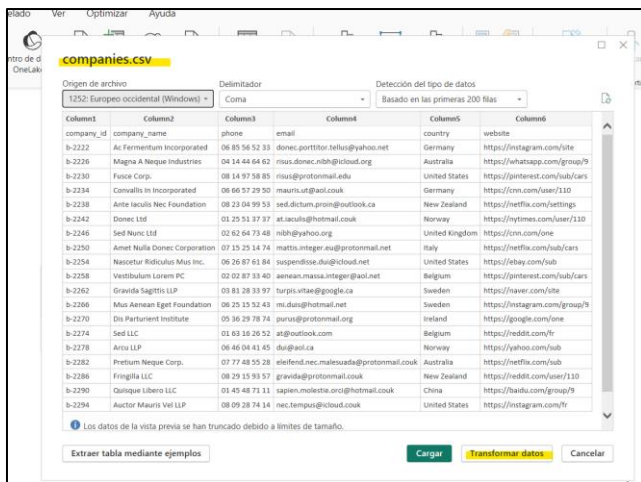 elado Ver Optimizar Ayuda
ntro de d
OneLak
companies.csv
Origen de archivo Delimitador Detección del tipo de datos
1252: Europeo occidental (Windows) Coma Basado en las primeras 200 filas
Column1 Column2 Column3 Column4 Column5 Column6
company_id company_name phone email country website
b-2222 Ac Fermentum Incorporated 06 85 56 52 33 donec.porttitor.tellus@yahoo.net Germany https://instagram.com/site
b-2226 Magna A Neque Industries 04 14 44 64 62 risus.donec.nibh@icloud.org Australia https://whatsapp.com/group/9
b-2230 Fusce Corp. 08 14 97 58 85 risus@protonmail.edu United States https://pinterest.com/sub/cars
b-2234 Convallis In Incorporated 06 66 57 29 50 mauris.ut@aol.couk Germany https://cnn.com/user/110
b-2238 Ante Iaculis Nec Foundation 08 23 04 99 53 sed.dictum.proin@outlook.ca New Zealand https://netflix.com/settings
b-2242 Donec Ltd 01 25 51 37 37 at.iaculis@hotmail.couk Norway https://nytimes.com/user/110
b-2246 Sed Nunc Ltd 02 62 64 73 48 nibh@yahoo.org United Kingdom https://cnn.com/one
b-2250 Amet Nulla Donec Corporation 07 15 25 14 74 mattis.integer.eu@protonmail.net Italy https://netflix.com/sub/cars
b-2254 Nascetur Ridiculus Mus Inc. 06 26 87 61 84 suspendisse.dui@icloud.net United States https://ebay.com/sub
b-2258 Vestibulum Lorem PC 02 02 87 33 40 aenean.massa.integer@aol.net Belgium https://pinterest.com/sub/cars
b-2262 Gravida Sagittis LLP 03 81 28 33 97 turpis.vitae@google.ca Sweden https://naver.com/site
b-2266 Mus Aenean Eget Foundation 06 25 15 52 43 mi.duis@hotmail.net Sweden https://instagram.com/group/9
b-2270 Dis Parturient Institute 05 36 29 78 74 purus@protonmail.org Ireland https://google.com/one
b-2274 Sed LLC 01 63 16 26 52 at@outlook.com Belgium https://reddit.com/fr
b-2278 Arcu LLP 06 46 04 41 45 dui@aol.ca Norway https://yahoo.com/sub
b-2282 Pretium Neque Corp. 07 77 48 55 28 eleifend.nec.malesuada@protonmail.couk Australia https://netflix.com/sub
b-2286 Fringilla LLC 08 29 15 93 57 gravida@protonmail.couk New Zealand https://reddit.com/user/110
b-2290 Quisque Libero LLC 01 45 48 71 11 sapien.molestie.orci@hotmail.couk China https://baidu.com/group/9
b-2294 Auctor Mauris Vel LLP 08 09 28 74 14 nec.tempus@icloud.couk United States https://instagram.com/fr
Los datos de la vista previa se han truncado debido a límites de tamaño.
Extraer tabla mediante ejemplos Cargar Transformar datos Cancelar